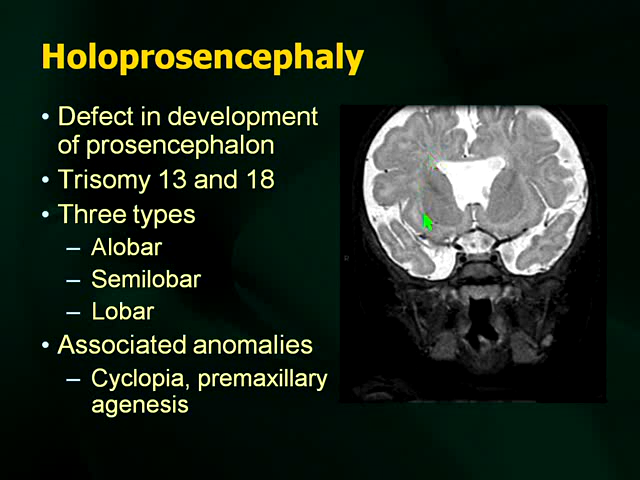 Holoprosencephaly
• Defect in development
of prosencephalon
• Trisomy 13 and 18
• Three types
– Alobar
– Semilobar
– Lobar
• Associated anomalies
– Cyclopia, premaxillary
agenesis